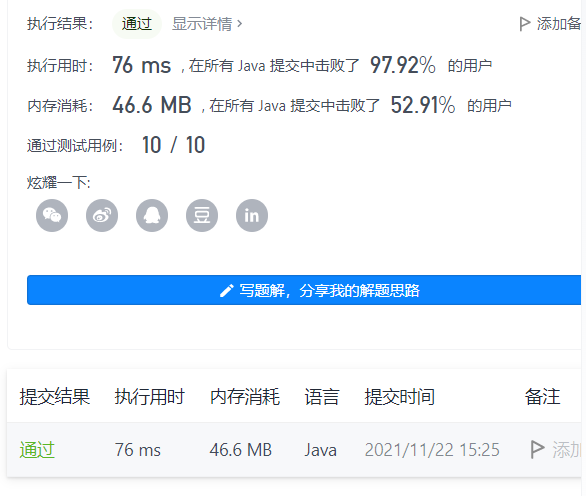 执行结果： 通过 显示详情 > 添加备
执行用时： 76 ms , 在所有 Java 提交中击败了 97.92% 的用户
内存消耗： 46.6 MB , 在所有 Java 提交中击败了 52.91% 的用户
通过测试用例： 10 / 10
炫耀一下:
豆 in
写题解，分享我的解题思路
提交结果 执行用时 内存消耗 语言 提交时间 备注
通过 76 ms 46.6 MB Java 2021/11/22 15:25 添加